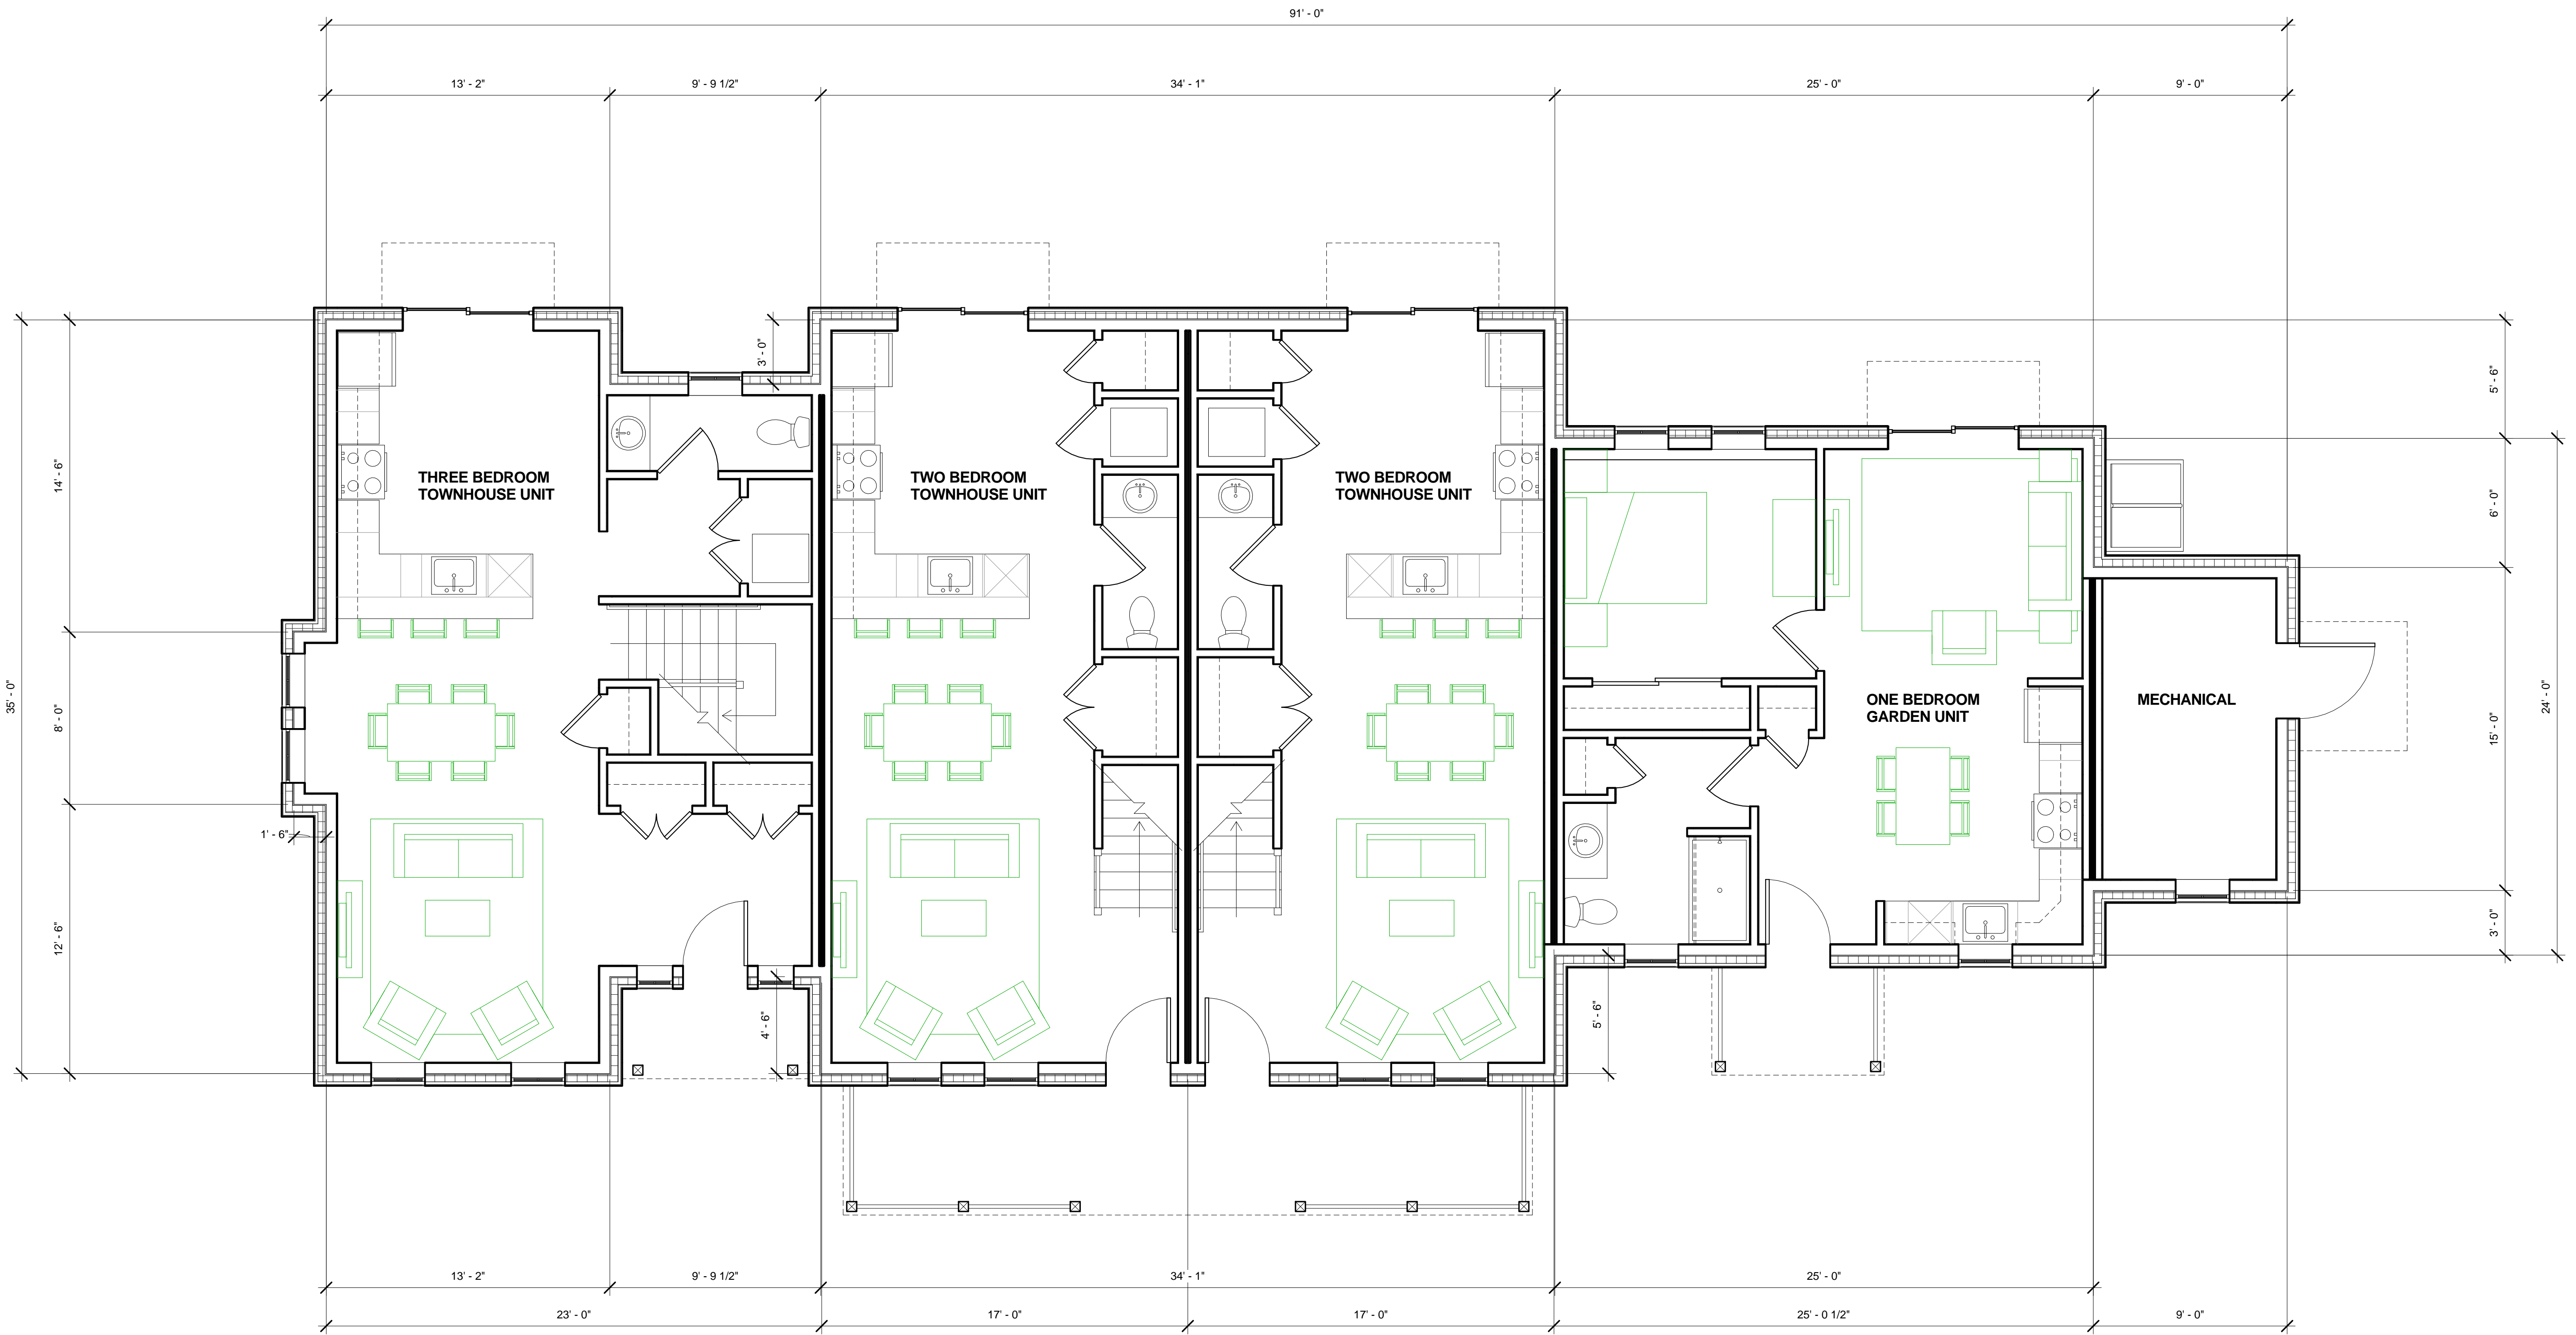 91' - 0"
13' - 2"
9' - 9 1/2"
34' - 1"
25' - 0"
9' - 0"
3' - 0"
5' - 6"
14' - 6"
35' - 0"
8' - 0"
12' - 6"
1' - 6"
THREE BEDROOM
TOWNHOUSE UNIT
TWO BEDROOM
TOWNHOUSE UNIT
TWO BEDROOM
TOWNHOUSE UNIT
6' - 0"
24' - 0"
15' - 0"
3' - 0"
ONE BEDROOM
GARDEN UNIT
MECHANICAL
4' - 6"
5' - 6"
13' - 2"
9' - 9 1/2"
34' - 1"
25' - 0"
23' - 0"
17' - 0"
17' - 0"
25' - 0 1/2"
9' - 0"